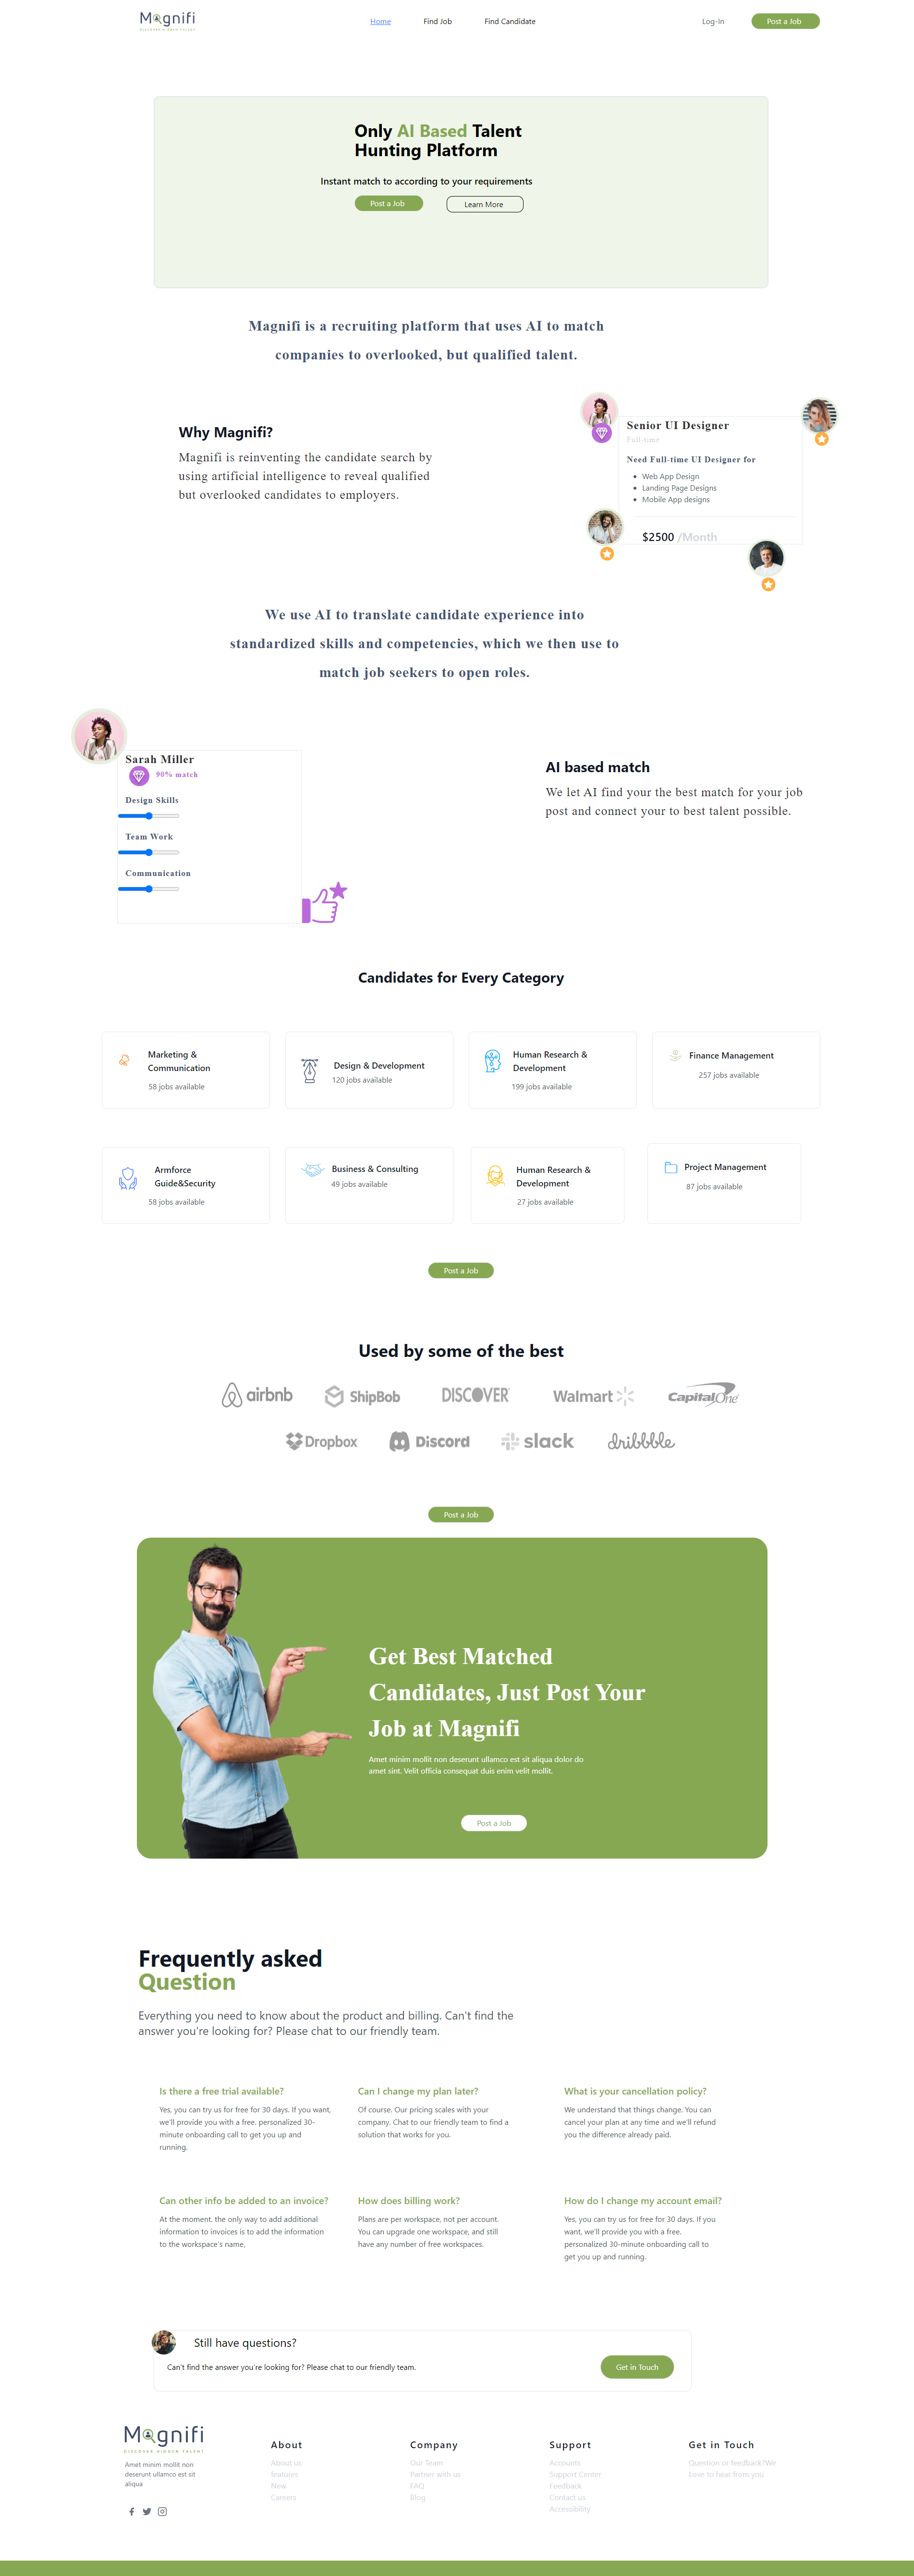 Magnifi
DISCOVER HIDDEN TALENT
Home
Find Job
Find Candidate
Log-In
Post a Job
Only AI Based Talent
Hunting Platform
Instant match to according to your requirements
Post a Job
Learn More
Magnifi is a recruiting platform that uses AI to match
companies to overlooked, but qualified talent.
Why Magnifi?
Magnifi is reinventing the candidate search by
using artificial intelligence to reveal qualified
but overlooked candidates to employers.
Senior UI Designer
Full-time
Need Full-time UI Designer for
Web App Design
Landing Page Designs
Mobile App designs
$2500 /Month
We use AI to translate candidate experience into
standardized skills and competencies, which we then use to
match job seekers to open roles.
Sarah Miller
90% match
Design Skills
Team Work
Communication
AI based match
We let AI find your the best match for your job
post and connect your to best talent possible.
Candidates for Every Category
Marketing &
Communication
58 jobs available
Design & Development
120 jobs available
Human Research &
Development
199 jobs available
Finance Management
257 jobs available
Armforce
Guide&Security
58 jobs available
Business & Consulting
49 jobs available
Human Research &
Development
27 jobs available
Project Management
87 jobs available
Post a Job
Used by some of the best
airbnb
ShipBob
DISCOVER
Walmart
Capital One
Dropbox
Discord
slack
dribbble
Post a Job
Get Best Matched
Candidates, Just Post Your
Job at Magnifi
Amet minim mollit non deserunt ullamco est sit aliqua dolor do
amet sint. Velit officia consequat duis enim velit mollit.
Post a Job
Frequently asked
Question
Everything you need to know about the product and billing. Can't find the
answer you're looking for? Please chat to our friendly team.
Is there a free trial available?
Yes, you can try us for free for 30 days. If you want,
we'll provide you with a free, personalized 30-
minute onboarding call to get you up and
running.
Can I change my plan later?
Of course. Our pricing scales with your
company. Chat to our friendly team to find a
solution that works for you.
What is your cancellation policy?
We understand that things change. You can
cancel your plan at any time and we'll refund
you the difference already paid.
Can other info be added to an invoice?
At the moment, the only way to add additional
information to invoices is to add the information
to the workspace's name,
How does billing work?
Plans are per workspace, not per account.
You can upgrade one workspace, and still
have any number of free workspaces.
How do I change my account email?
Yes, you can try us for free for 30 days. If you
want, we'll provide you with a free,
personalized 30-minute onboarding call to
get you up and running.
Still have questions?
Can't find the answer you're looking for? Please chat to our friendly team.
Get in Touch
Magnifi
DISCOVER HIDDEN TALENT
Amet minim mollit non
deserunt ullamco est sit
aliqua
About
About us
features
New
Careers
Company
Our Team
Partner with us
FAQ
Blog
Support
Accounts
Support Center
Feedback
Contact us
Accessibility
Get in Touch
Question or feedback?We
Love to hear from you